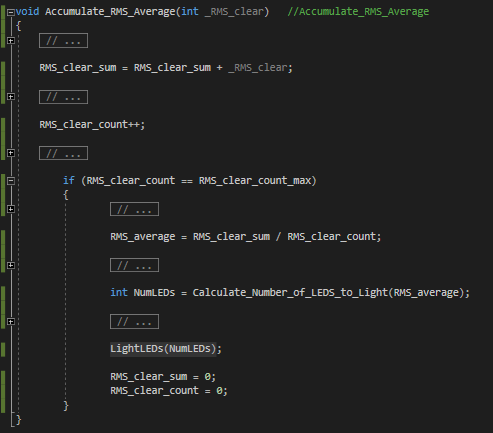 void Accumulate_RMS_Average(int _RMS_clear)   //Accumulate_RMS_Average
{
// ...
RMS_clear_sum = RMS_clear_sum + _RMS_clear;
// ...
RMS_clear_count++;
// ...
if (RMS_clear_count == RMS_clear_count_max)
{
// ...
RMS_average = RMS_clear_sum / RMS_clear_count;
// ...
int NumLEDs = Calculate_Number_of_LEDS_to_Light(RMS_average);
// ...
LightLEDs(NumLEDs);
RMS_clear_sum = 0;
RMS_clear_count = 0;
}
}